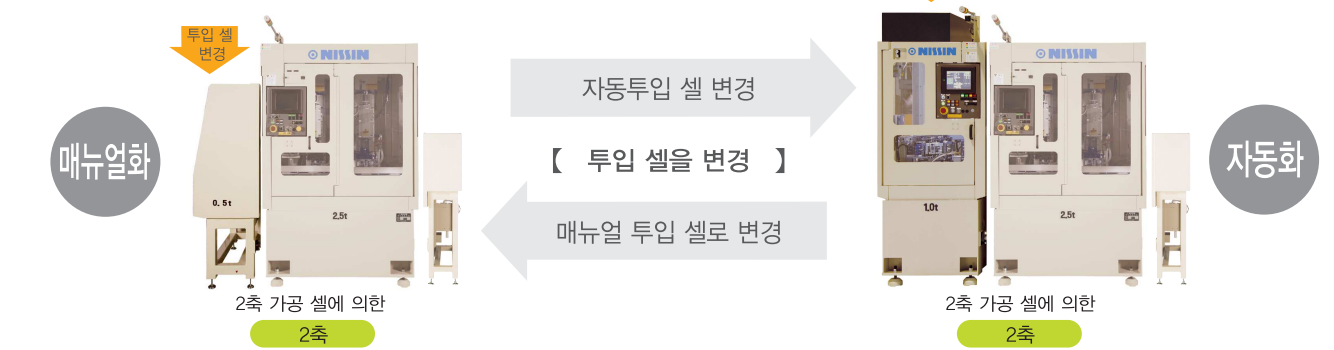 투입 셀
변경
NISSIN
매뉴얼화
0.5t
2.5t
2축 가공 셀에 의한
2축
자동투입 셀 변경
【 투입 셀을 변경 】
매뉴얼 투입 셀로 변경
NISSIN
NISSIN
자동화
1.0t
2.5t
2축 가공 셀에 의한
2축